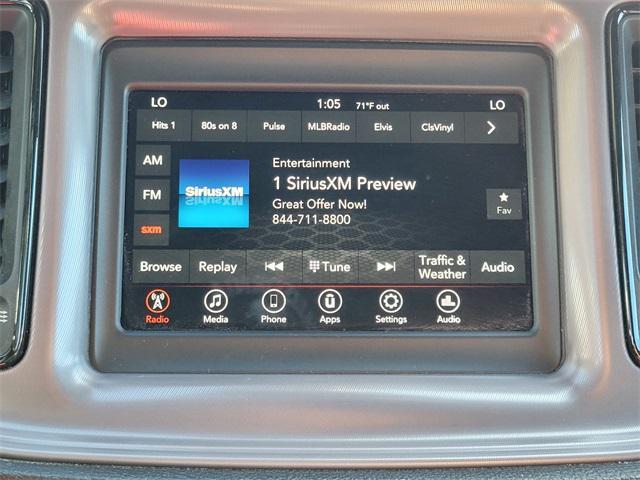 LO 1:05 71°F out LO
Hits 1 80s on 8 Pulse MLBRadio Elvis ClsVinyl
AM
FM
sxm
SiriusXM
Entertainment
1 SiriusXM Preview
Great Offer Now!
844-711-8800
Fav
Browse Replay Tune Traffic & Weather Audio
Radio Media Phone Apps Settings Audio